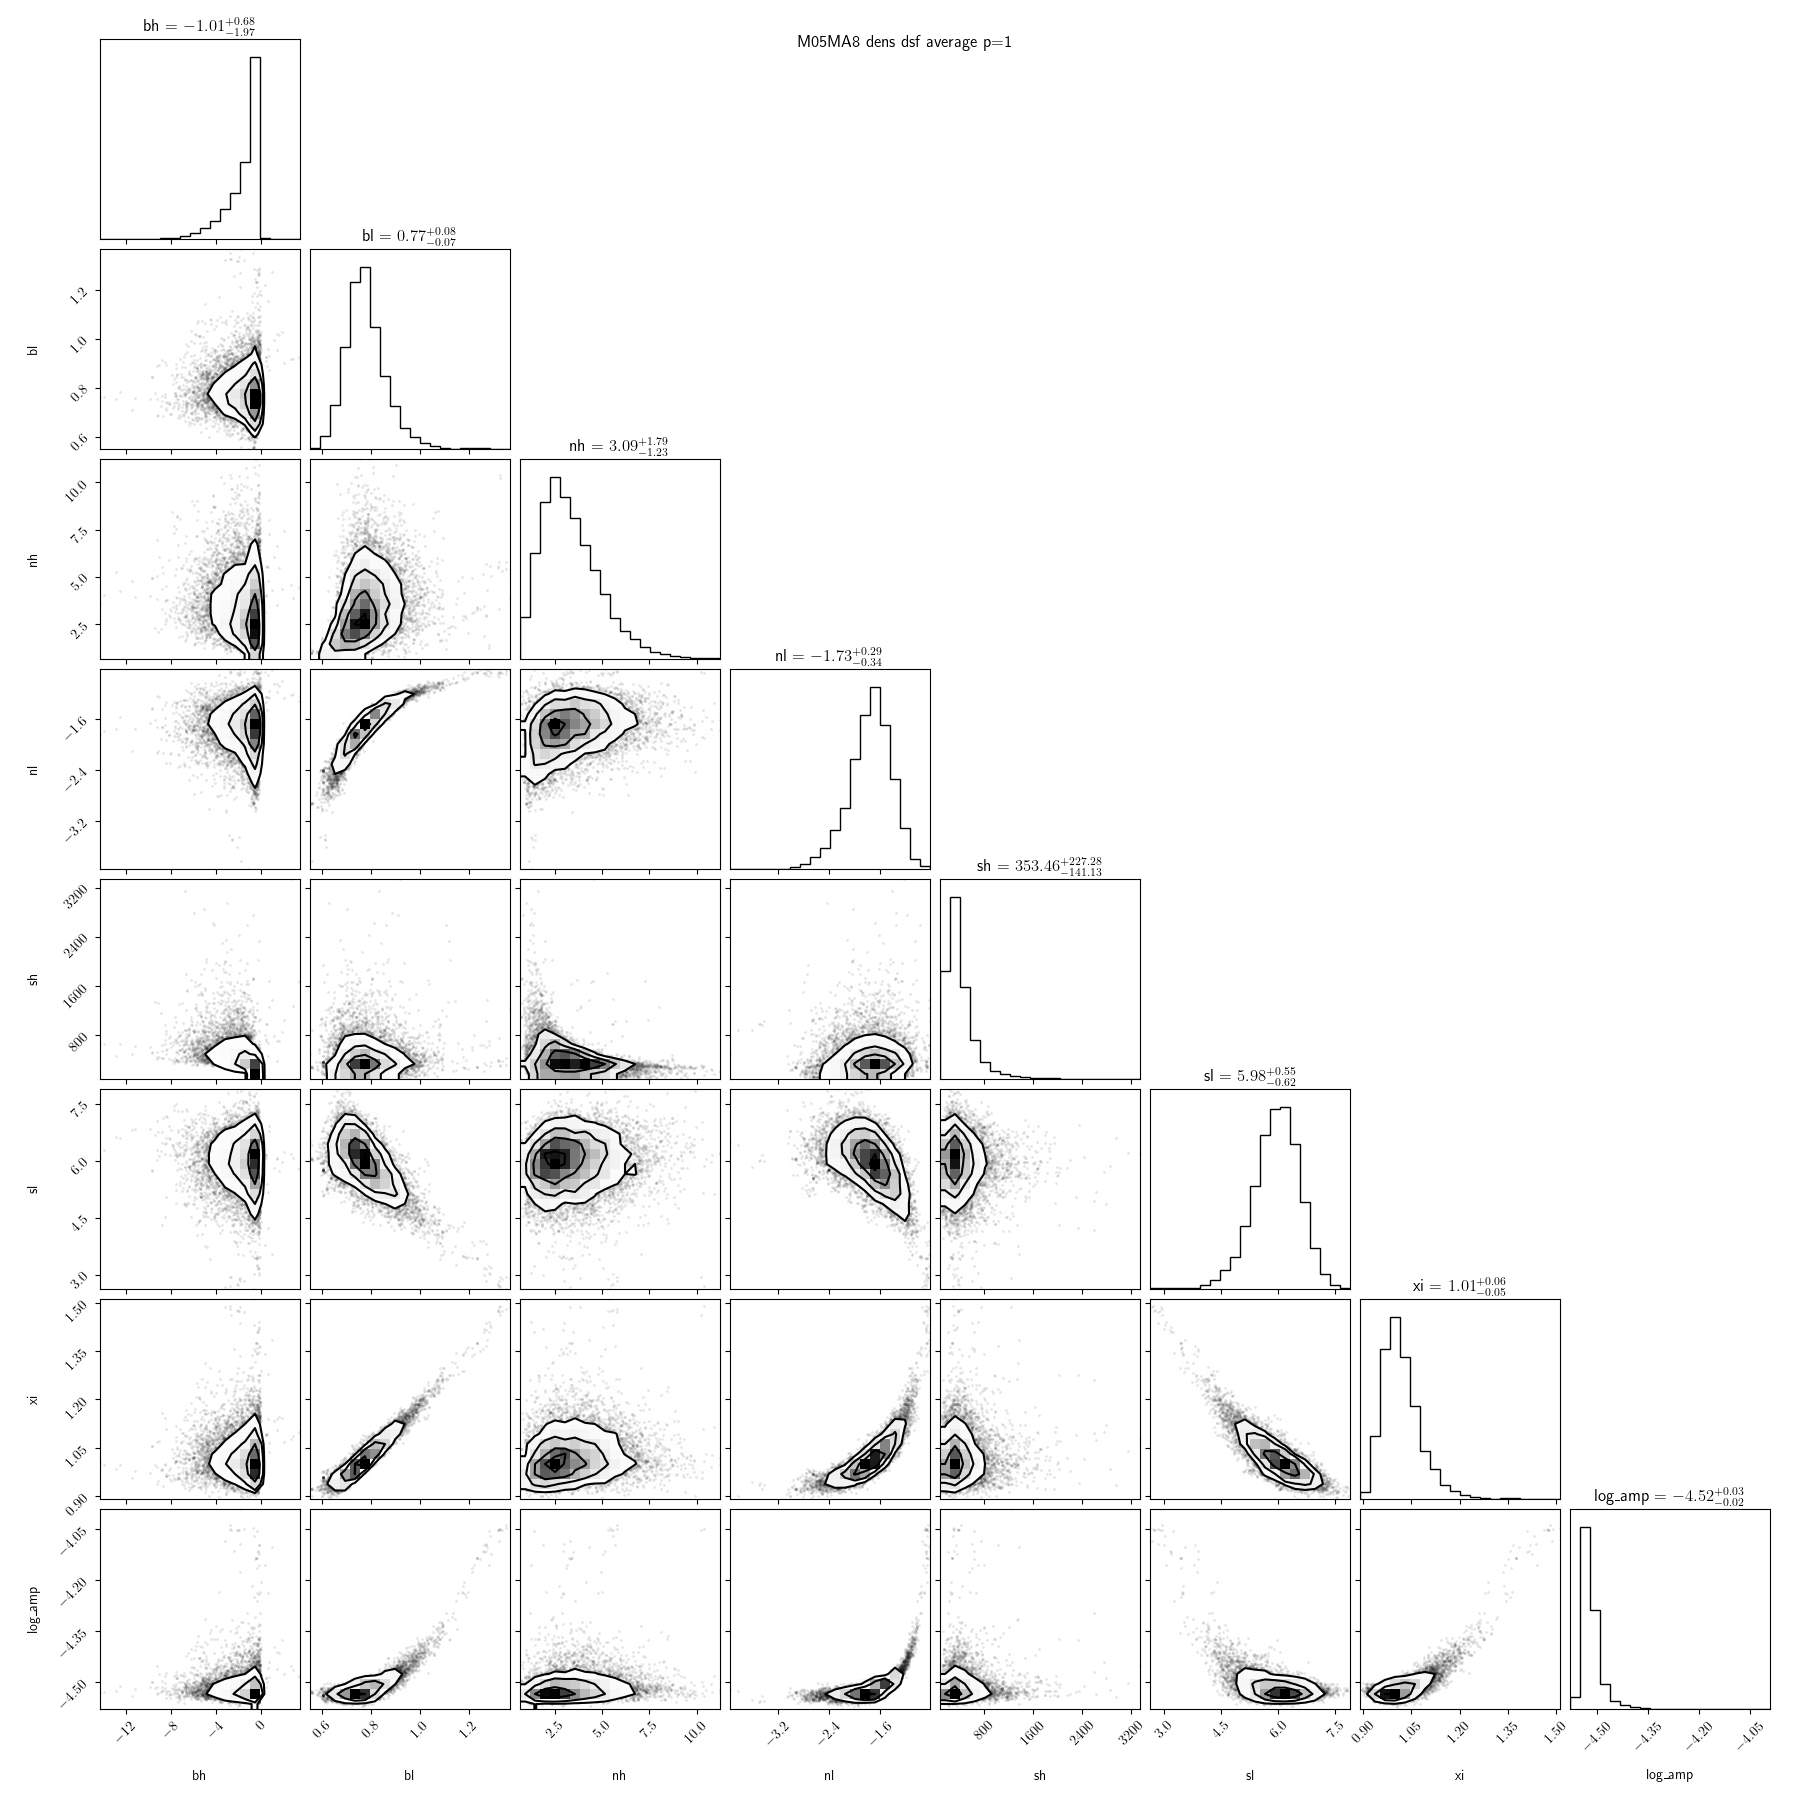 M05MA8 dens dsf average p=1
bh = −1.01+0.68−1.97
bl = 0.77+0.08−0.07
bl
1.2
1.0
0.8
0.6
nh = 3.09+1.79−1.23
nh
10.0
7.5
5.0
2.5
nl = −1.73+0.29−0.34
nl
−1.6
−2.4
−3.2
sh = 353.46+227.28−141.13
sh
3200
2400
1600
800
sl = 5.98+0.55−0.62
sl
7.5
6.0
4.5
3.0
xi = 1.01+0.06−0.05
xi
1.50
1.35
1.20
1.05
0.90
log_amp = −4.52+0.03−0.02
log_amp
−4.05
−4.20
−4.35
−4.50
−12 −8 −4 0 0.6 0.8 1.0 1.2 2.5 5.0 7.5 10.0 −3.2 −2.4 −1.6 800 1600 2400 3200 3.0 4.5 6.0 7.5 0.90 1.05 1.20 1.35 1.50 −4.50 −4.35 −4.20 −4.05
bh bl nh nl sh sl xi log_amp